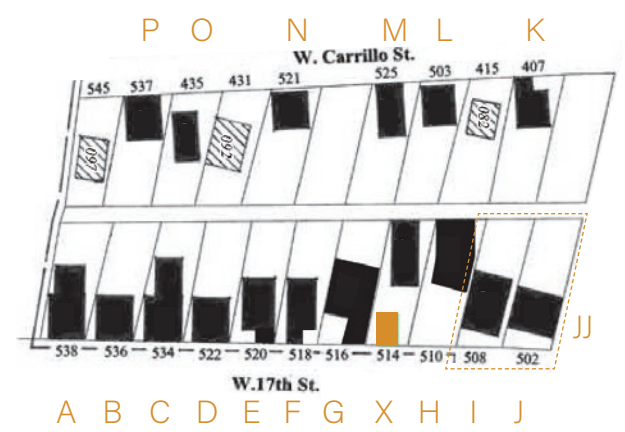 P O N M L K
W. Carrillo St.
545 537 435 431 521 525 503 415 407
097 092 082
JJ
538 536 534 522 520 518 516 514 510 508 502
W.17th St.
A B C D E F G X H I J